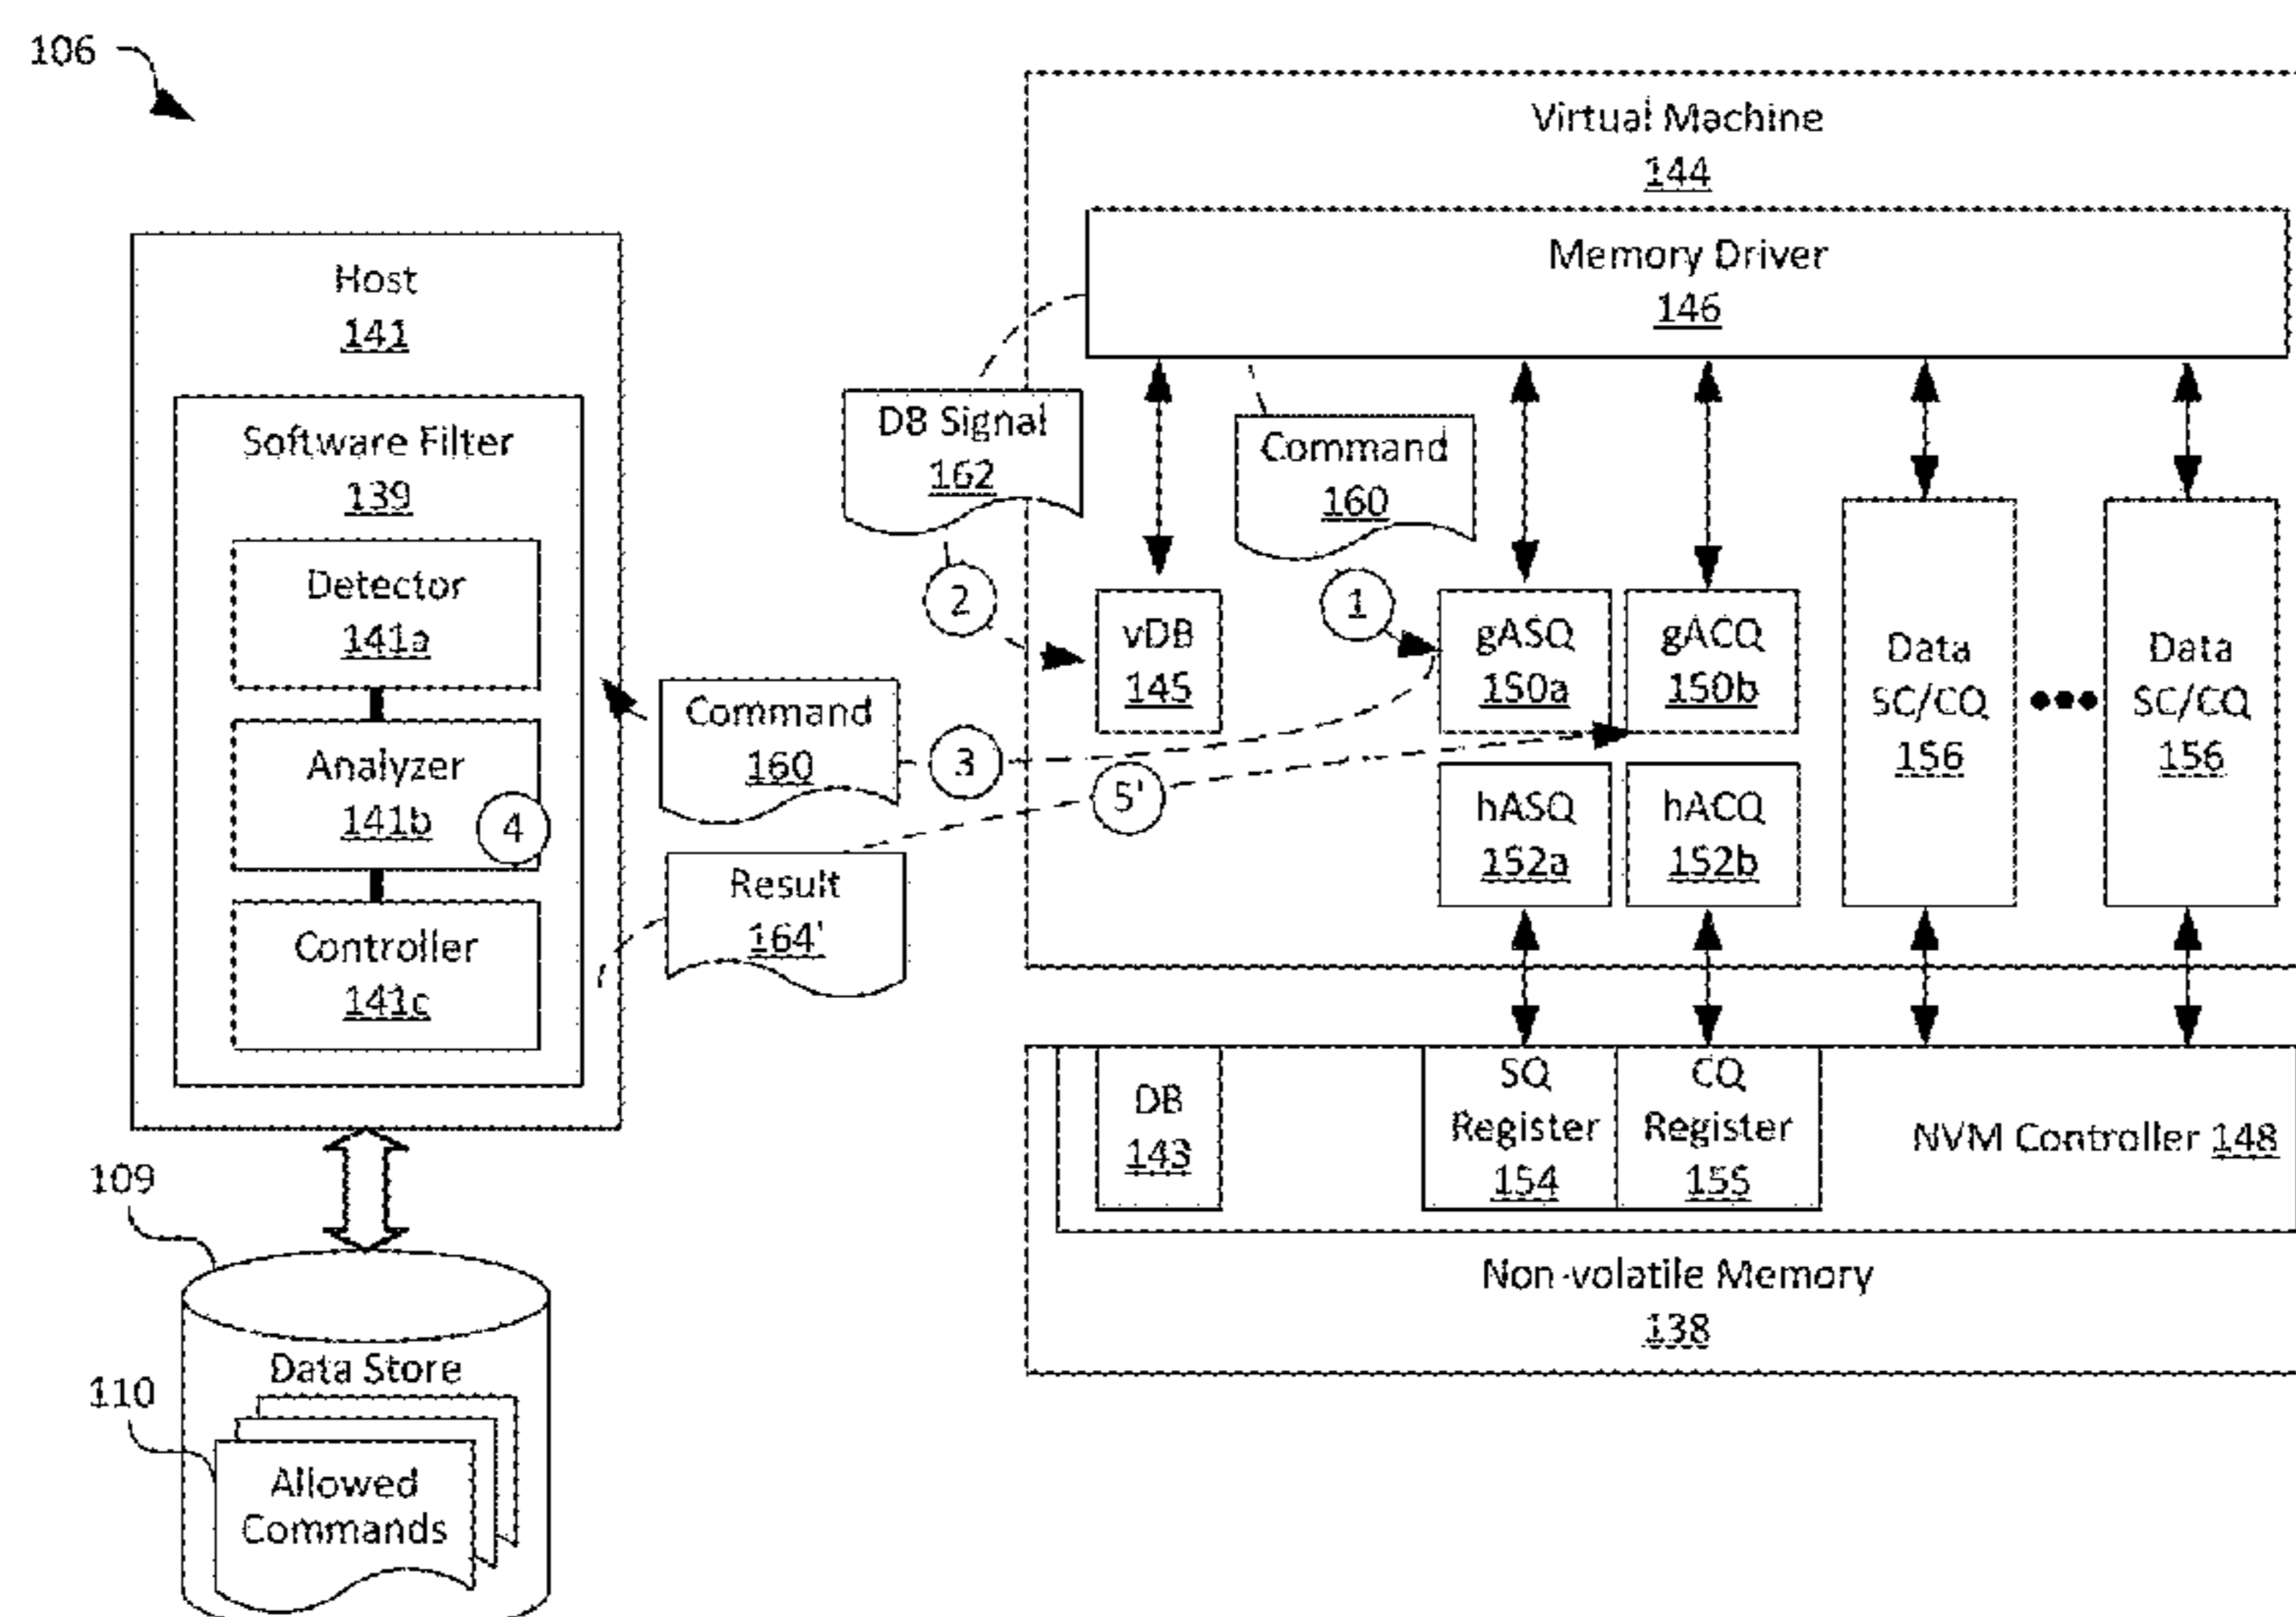 106
Virtual Machine
144
Memory Driver
146
Host
141
Software Filter
139
Detector
141a
Analyzer
141b
4
Controller
141c
DB Signal
162
Command
160
2
1
vDB
145
gASQ
150a
gACQ
150b
Data
SC/CQ
156
Data
SC/CQ
156
Command
160
3
5'
hASQ
152a
hACQ
152b
Result
164'
DB
143
SQ
Register
154
CQ
Register
155
NVM Controller 148
Non-volatile Memory
138
109
Data Store
110
Allowed
Commands